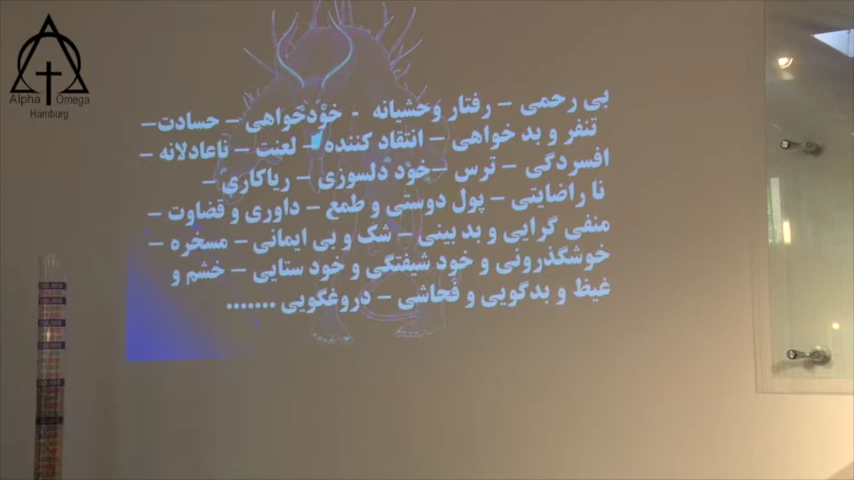 Alpha Omega
Hamburg
بی رحمی – رفتار وحشیانه - خودخواهی – حسادت –
تنفر و بد خواهی – انتقاد کننده – لعنت – ناعادلانه –
افسردگی – ترس – خود دلسوزی – ریاکاری –
نا راضایتی – پول دوستی و طمع – داوری و قضاوت –
منفی گرایی و بد بینی – شک و بی ایمانی – مسخره –
خوشگذرونی و خود شیفتگی و خود ستایی – خشم و
غیظ و بدگویی و فحاشی – دروغگویی .......